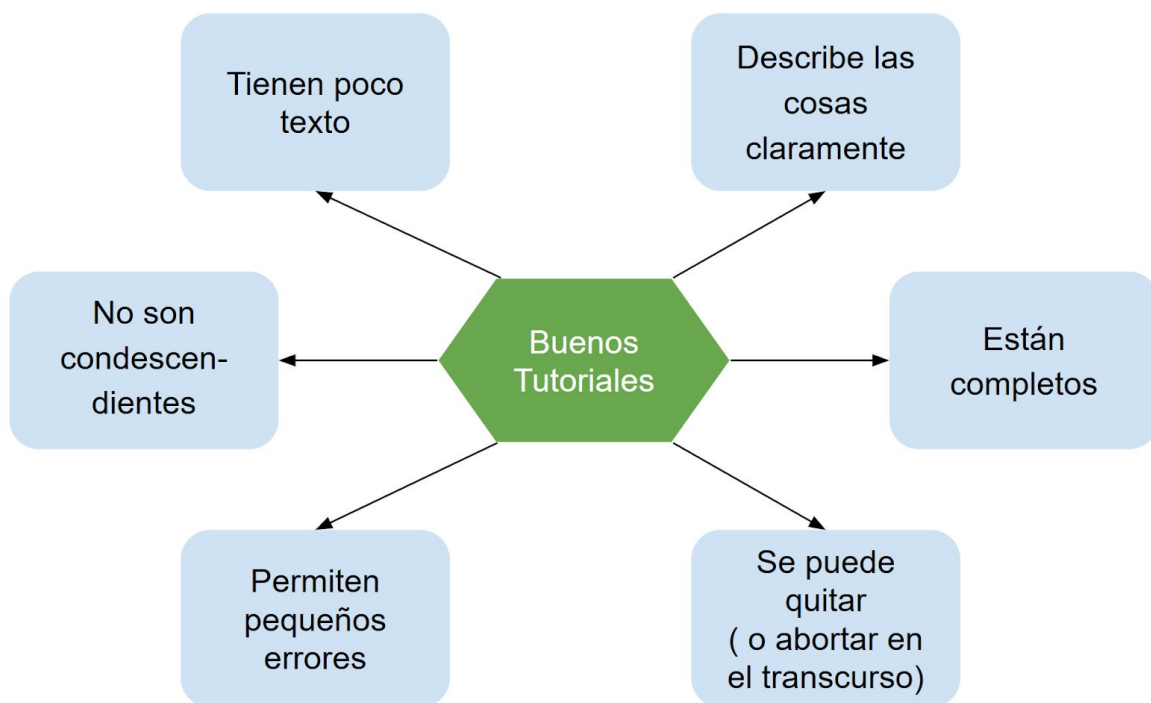 Tienen poco
texto
Describe las
cosas
claramente
No son
condescen-
dientes
Buenos
Tutoriales
Están
completos
Permiten
pequeños
errores
Se puede
quitar
( o abortar en
el transcurso)